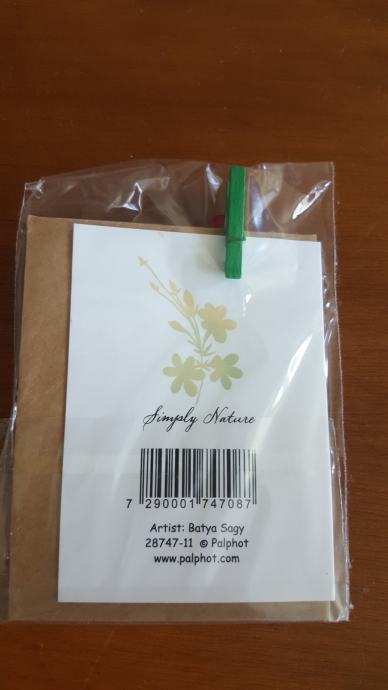 Simply Nature
7 290001 747087
Artist: Batya Sagy
28747-11 © Palphot
www.palphot.com